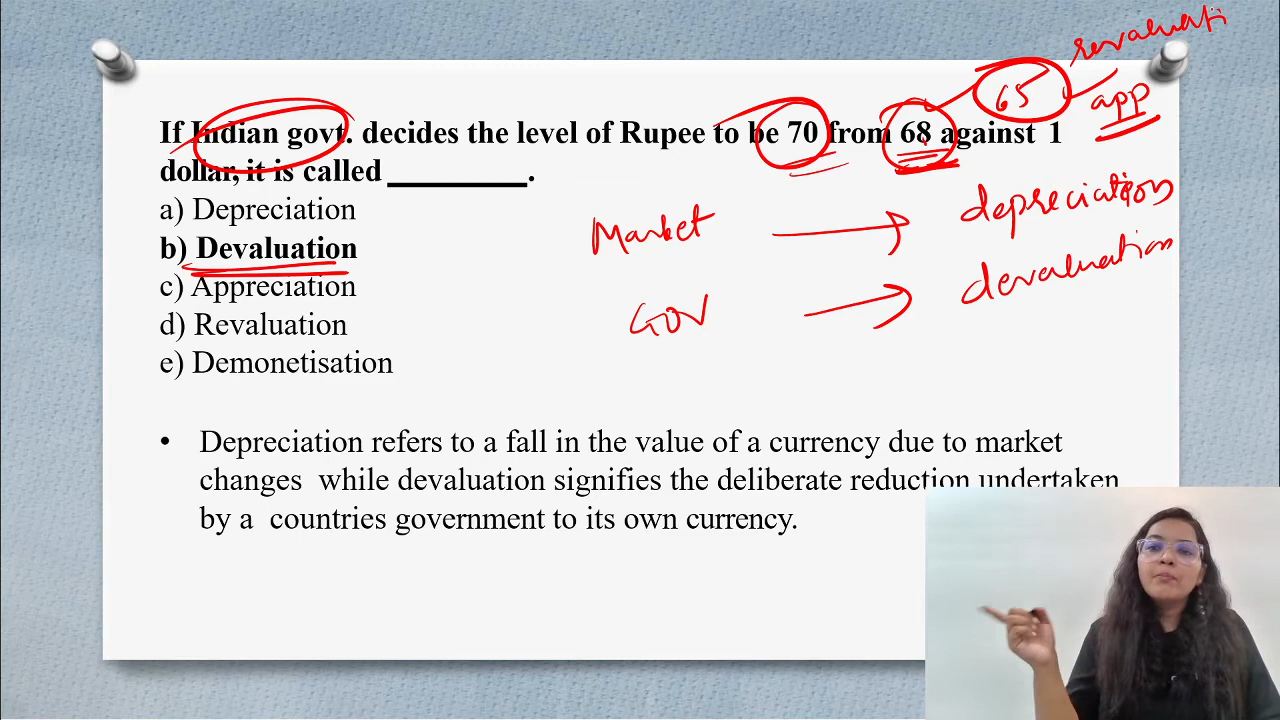 revaluati
65
app
If Indian govt. decides the level of Rupee to be 70 from 68 against 1
dollar, it is called _________.
a) Depreciation
b) Devaluation
c) Appreciation
d) Revaluation
e) Demonetisation
Market → depreciation
GOV → devaluation
• Depreciation refers to a fall in the value of a currency due to market
changes while devaluation signifies the deliberate reduction undertaken
by a countries government to its own currency.